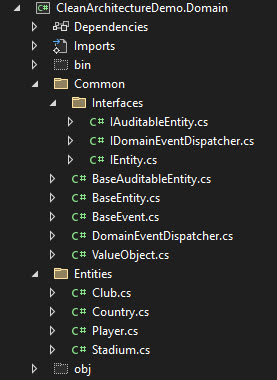 C# CleanArchitectureDemo.Domain
Dependencies
Imports
bin
Common
Interfaces
C# IAuditableEntity.cs
C# IDomainEventDispatcher.cs
C# IEntity.cs
C# BaseAuditableEntity.cs
C# BaseEntity.cs
C# BaseEvent.cs
C# DomainEventDispatcher.cs
C# ValueObject.cs
Entities
C# Club.cs
C# Country.cs
C# Player.cs
C# Stadium.cs
obj